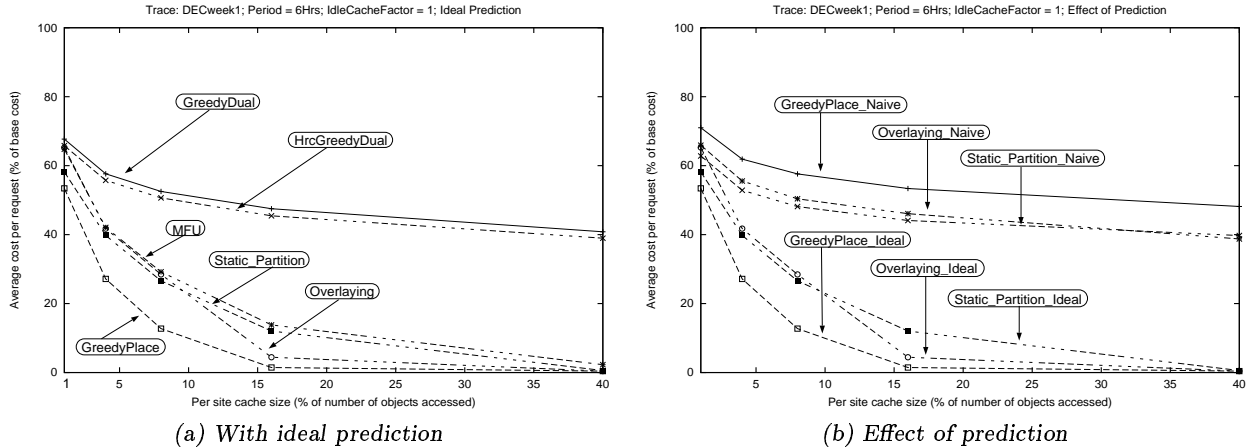 Trace: DECweek1; Period = 6Hrs; IdleCacheFactor = 1; Ideal Prediction
100
80
60
40
20
0
Average cost per request (% of base cost)
GreedyDual
HrcGreedyDual
MFU
Static_Partition
Overlaying
GreedyPlace
1
5
10
15
20
25
30
35
40
Per site cache size (% of number of objects accessed)
(a) With ideal prediction
Trace: DECweek1; Period = 6Hrs; IdleCacheFactor = 1; Effect of Prediction
100
80
60
40
20
0
Average cost per request (% of base cost)
GreedyPlace_Naive
Overlaying_Naive
Static_Partition_Naive
GreedyPlace_Ideal
Overlaying_Ideal
Static_Partition_Ideal
5
10
15
20
25
30
35
40
Per site cache size (% of number of objects accessed)
(b) Effect of prediction